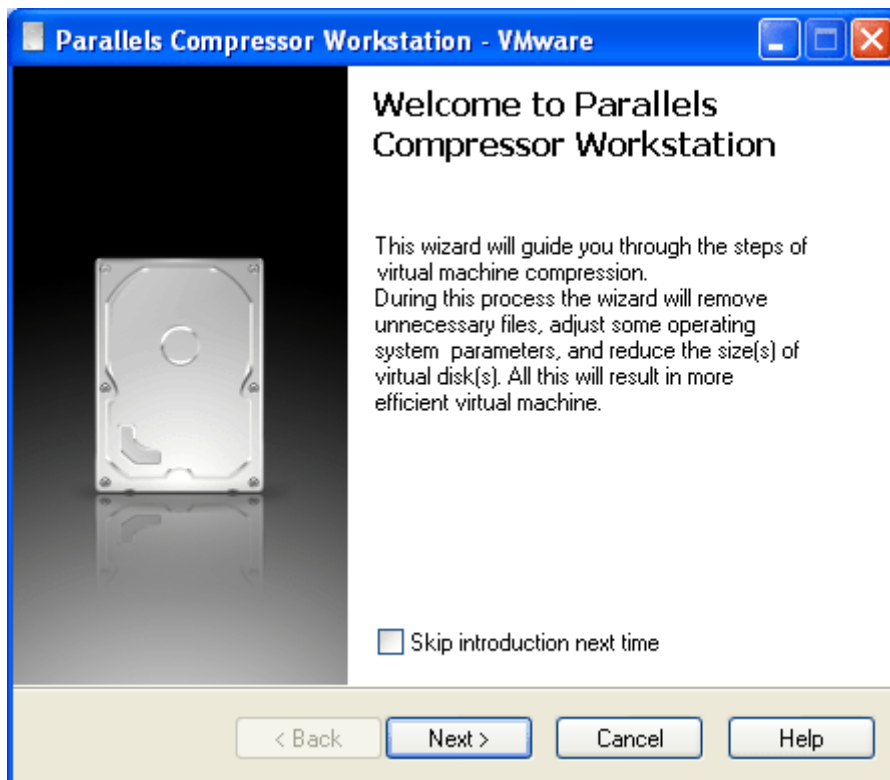 Parallels Compressor Workstation - VMware
Welcome to Parallels
Compressor Workstation
This wizard will guide you through the steps of
virtual machine compression.
During this process the wizard will remove
unnecessary files, adjust some operating
system parameters, and reduce the size(s) of
virtual disk(s). All this will result in more
efficient virtual machine.
Skip introduction next time
< Back Next > Cancel Help